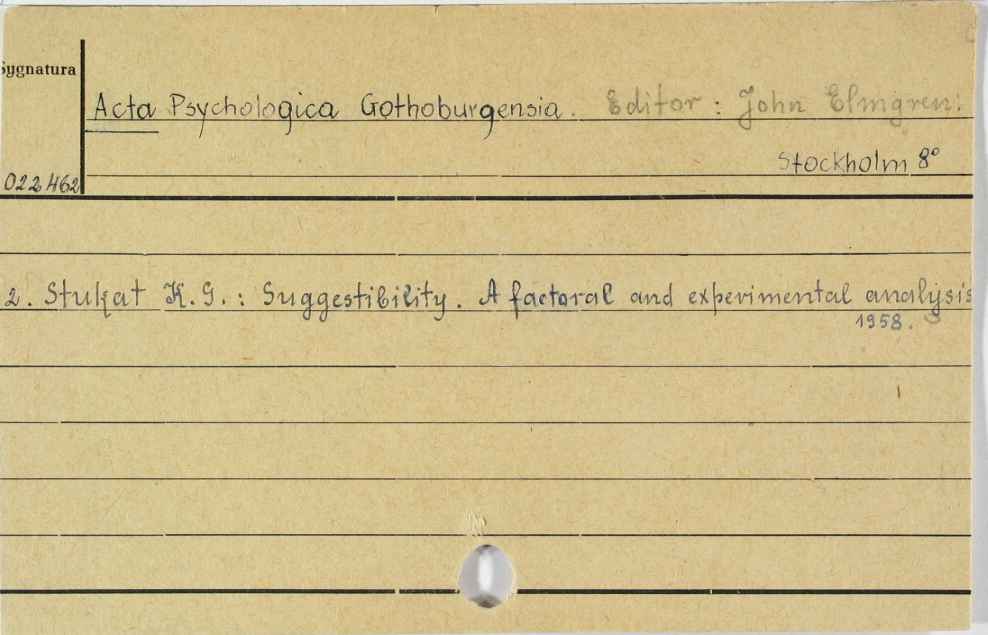 Sygnatura
Acta Psychologica Gothoburgensia. Editor: John Elmgren.
Stockholm 8°
022462
2. Stukat K.G.: Suggestibility. A factoral and experimental analysis
1958.